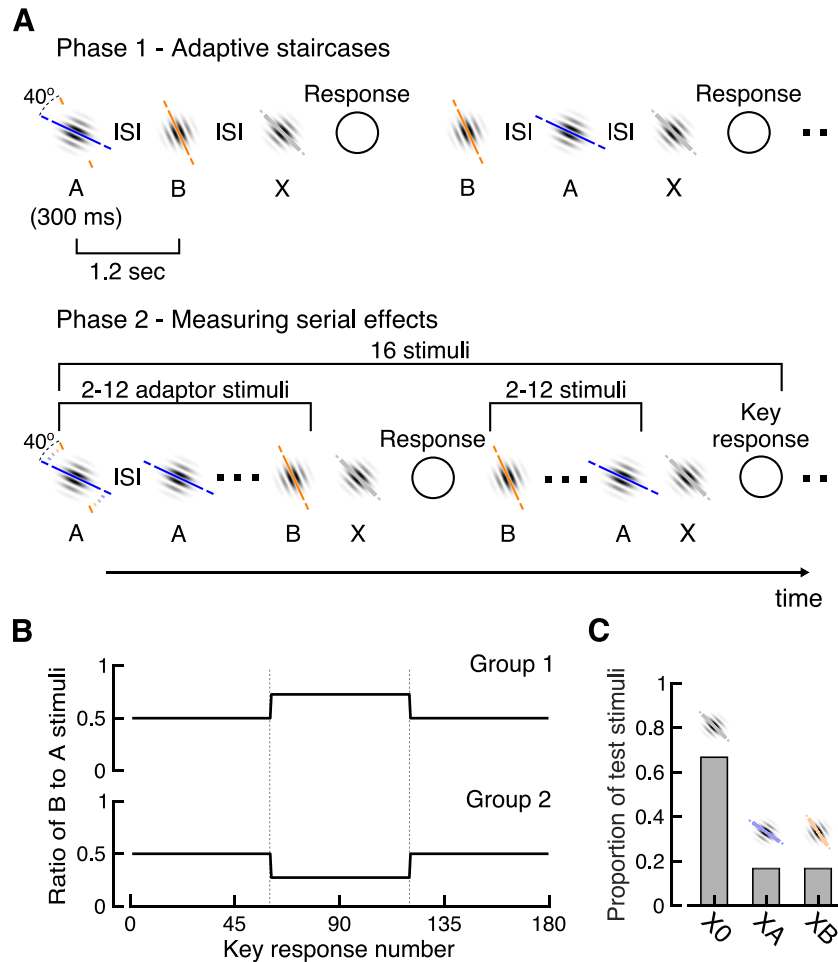 A
Phase 1 - Adaptive staircases
40° ISI ISI Response ISI ISI Response
A B X B A X
(300 ms)
1.2 sec
Phase 2 - Measuring serial effects
16 stimuli
2-12 adaptor stimuli 2-12 stimuli
Key
40° ISI Response response
A A B X B A X
time
B
Group 1
Ratio of B to A stimuli
1
0.5
0
Group 2
1
0.5
0
0 45 90 135 180
Key response number
C
Proportion of test stimuli
1
0.8
0.6
0.4
0.2
0
X0 XA XB